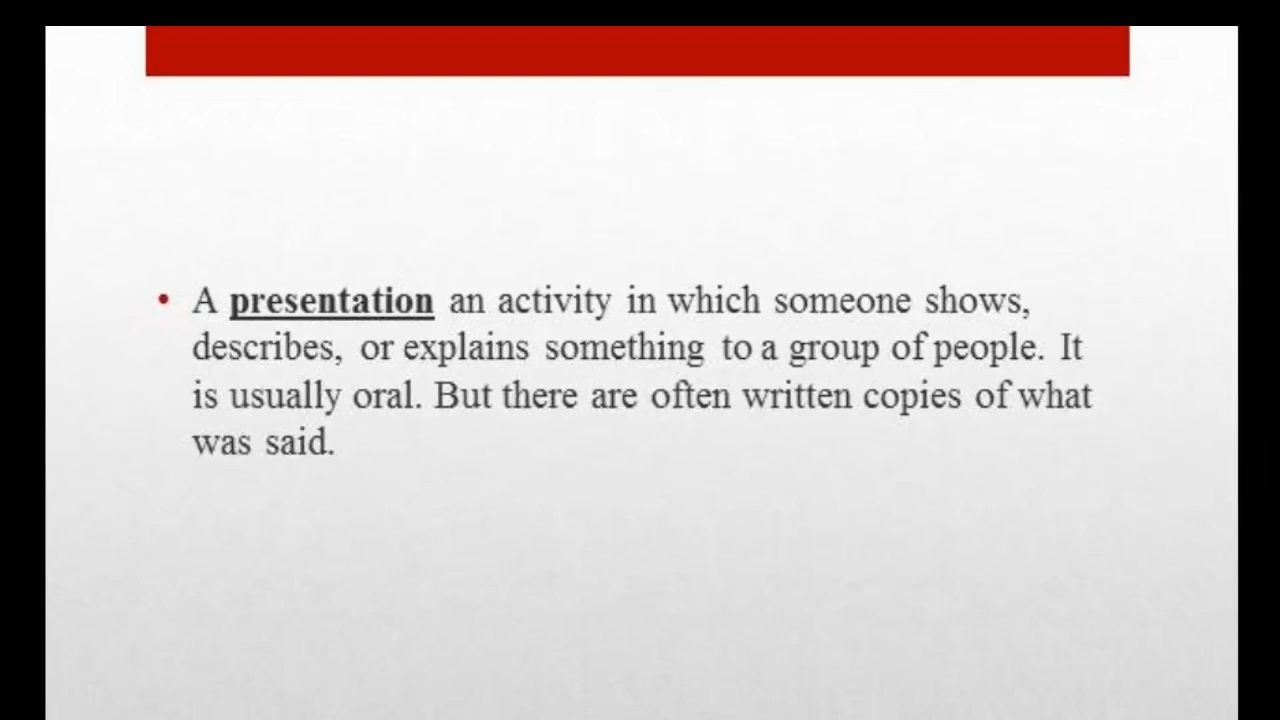 • A presentation an activity in which someone shows,
describes, or explains something to a group of people. It
is usually oral. But there are often written copies of what
was said.